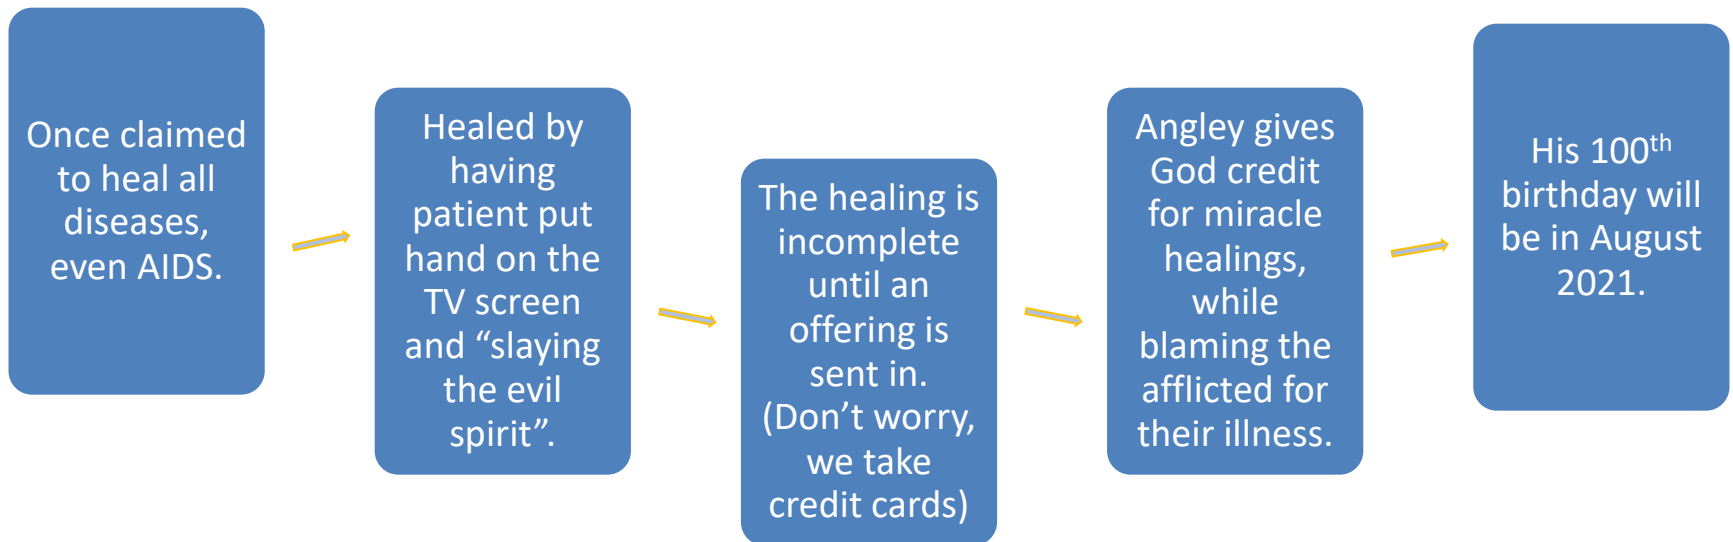 Once claimed
to heal all
diseases,
even AIDS.
Healed by
having
patient put
hand on the
TV screen
and “slaying
the evil
spirit”.
The healing is
incomplete
until an
offering is
sent in.
(Don’t worry,
we take
credit cards)
Angley gives
God credit
for miracle
healings,
while
blaming the
afflicted for
their illness.
His 100th
birthday will
be in August
2021.